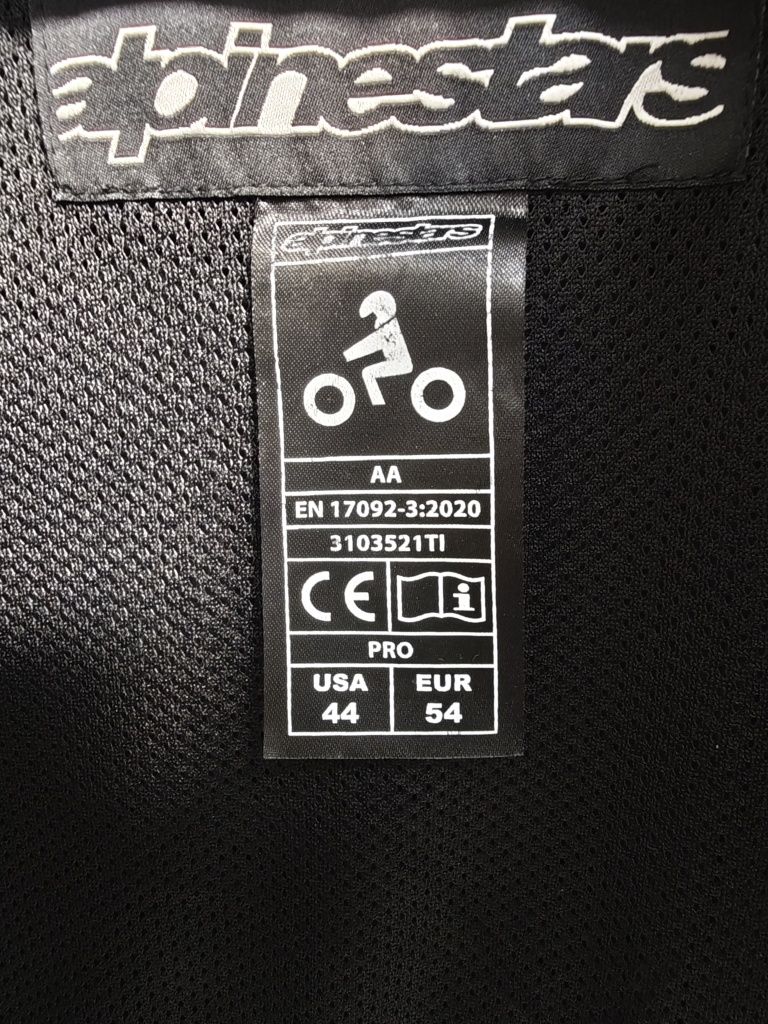 alpinestars
alpinestars
AA
EN 17092-3:2020
3103521TI
CE i
PRO
USA EUR
44 54